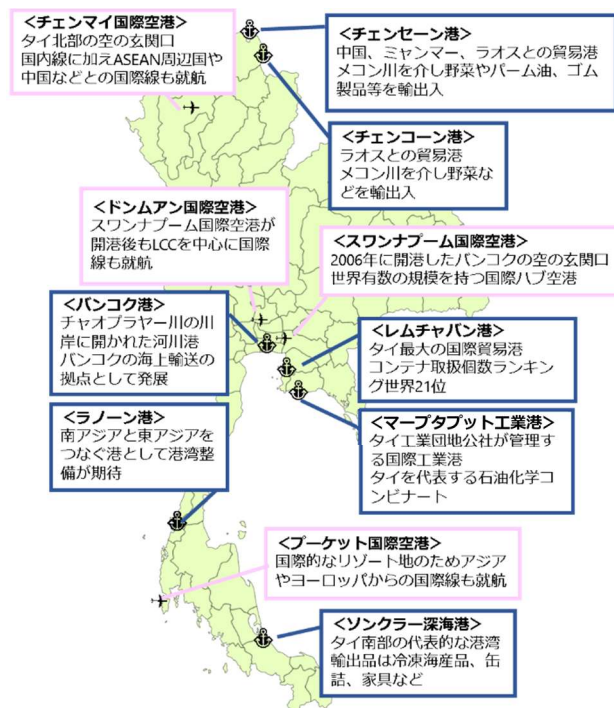 <チェンマイ国際空港>
タイ北部の空の玄関口
国内線に加えASEAN周辺国や
中国などとの国際線も就航
<チェンセーン港>
中国、ミャンマー、ラオスとの貿易港
メコン川を介し野菜やパーム油、ゴム
製品等を輸出入
<チェンコーン港>
ラオスとの貿易港
メコン川を介し野菜な
どを輸出入
<ドンムアン国際空港>
スワンナプーム国際空港が
開港後もLCCを中心に国際
線も就航
<スワンナプーム国際空港>
2006年に開港したバンコクの空の玄関口
世界有数の規模を持つ国際ハブ空港
<バンコク港>
チャオプラヤー川の川
岸に開かれた河川港
バンコクの海上輸送の
拠点として発展
<レムチャバン港>
タイ最大の国際貿易港
コンテナ取扱個数ランキン
グ世界21位
<ラノーン港>
南アジアと東アジアを
つなぐ港として港湾整
備が期待
<マープタプット工業港>
タイ工業団地公社が管理す
る国際工業港
タイを代表する石油化学コ
ンビナート
<プーケット国際空港>
国際的なリゾート地のためアジア
やヨーロッパからの国際線も就航
<ソンクラー深海港>
タイ南部の代表的な港湾
輸出品は冷凍海産品、缶
詰、家具など